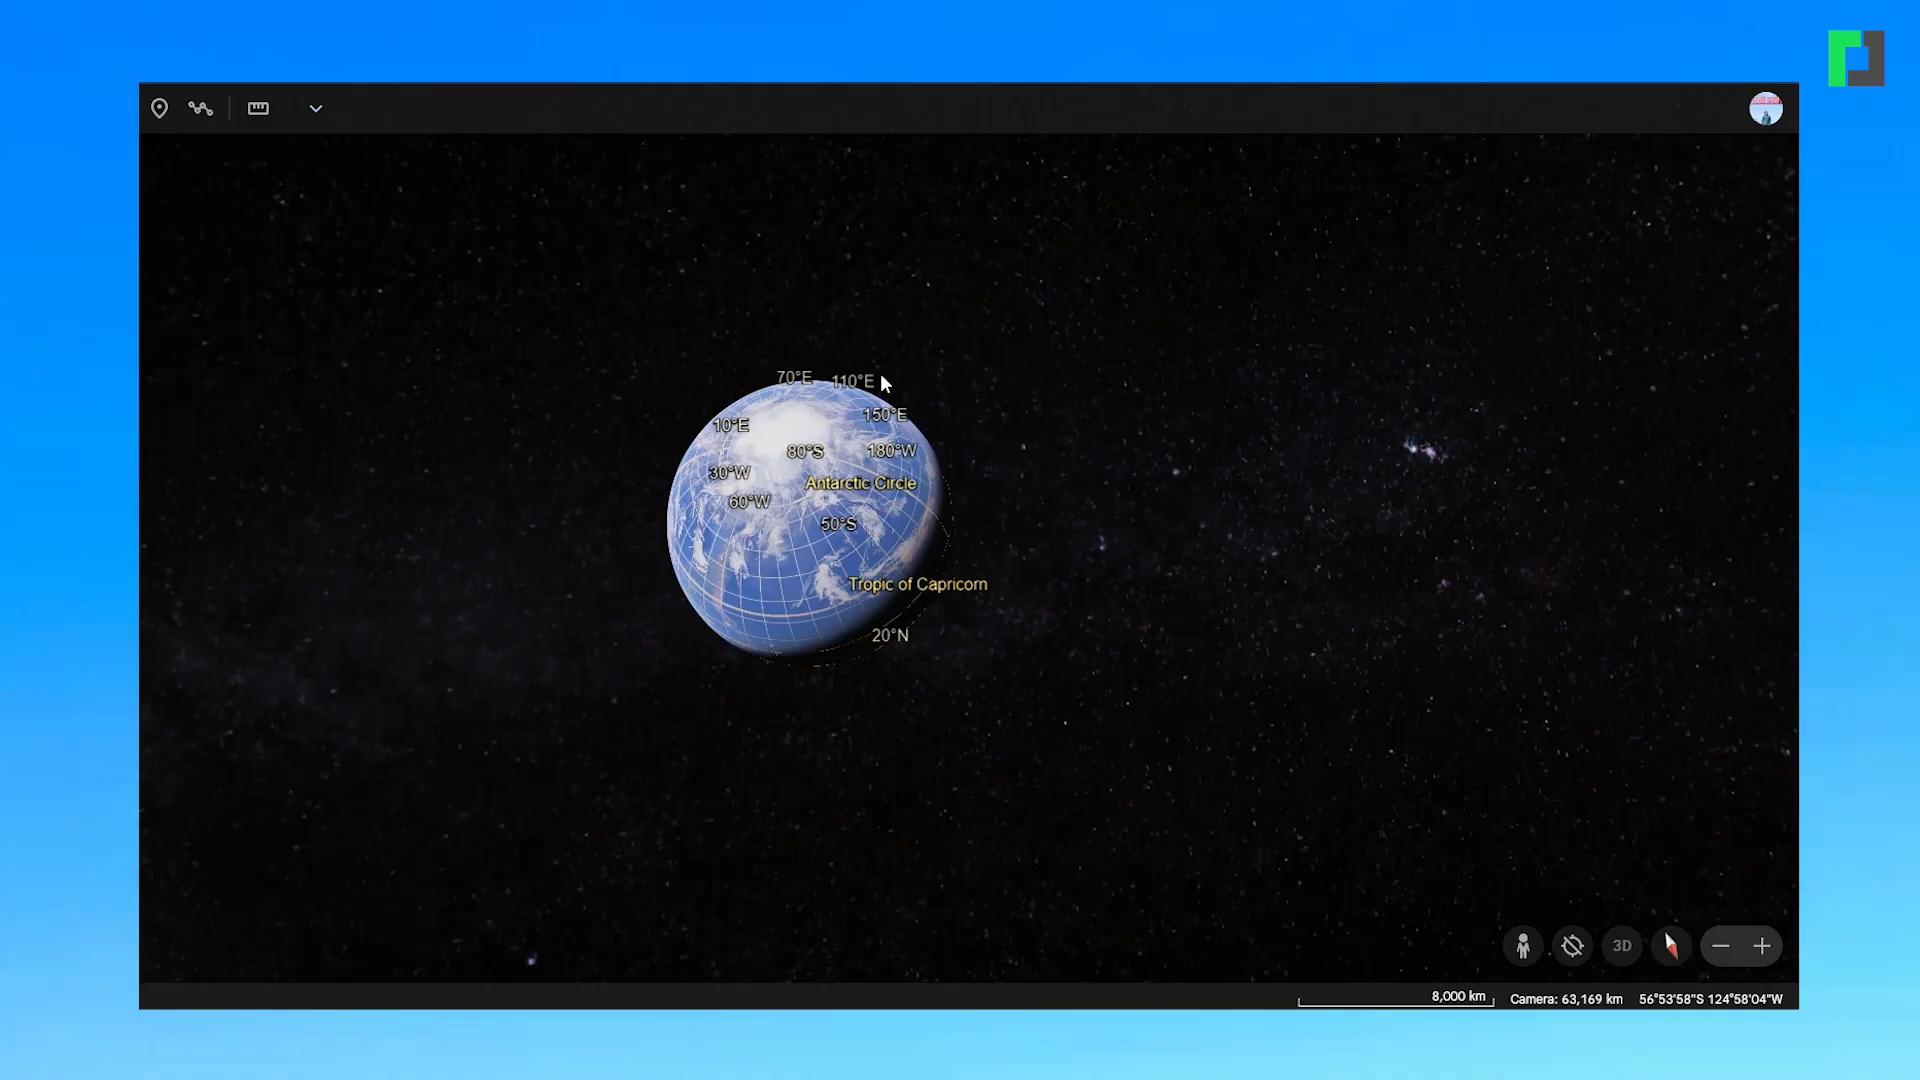 70°E
110°E
150°E
10°E
80°S
180°W
30°W
Antarctic Circle
60°W
50°S
Tropic of Capricorn
20°N
3D
8,000 km
Camera: 63,169 km
56°53'58"S 124°58'04"W